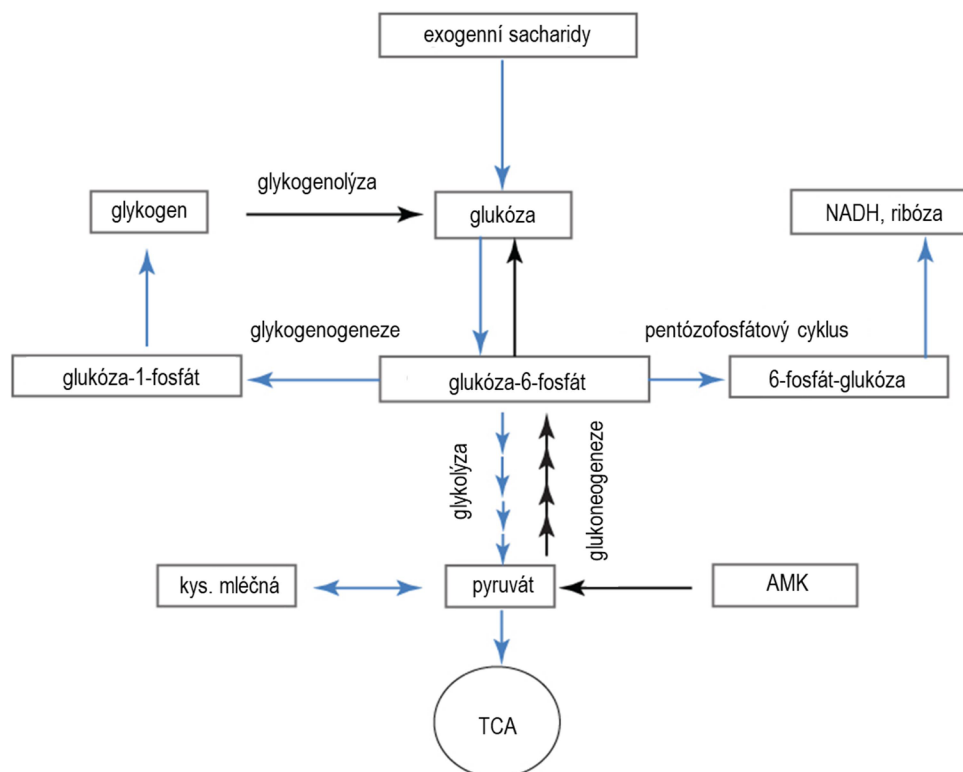 exogenní sacharidy
glykogenolýza
glykogen
glukóza
NADH, ribóza
glykogenogeneze
pentózofosfátový cyklus
glukóza-1-fosfát
glukóza-6-fosfát
6-fosfát-glukóza
glykolýza
glukoneogeneze
kys. mléčná
pyruvát
AMK
TCA